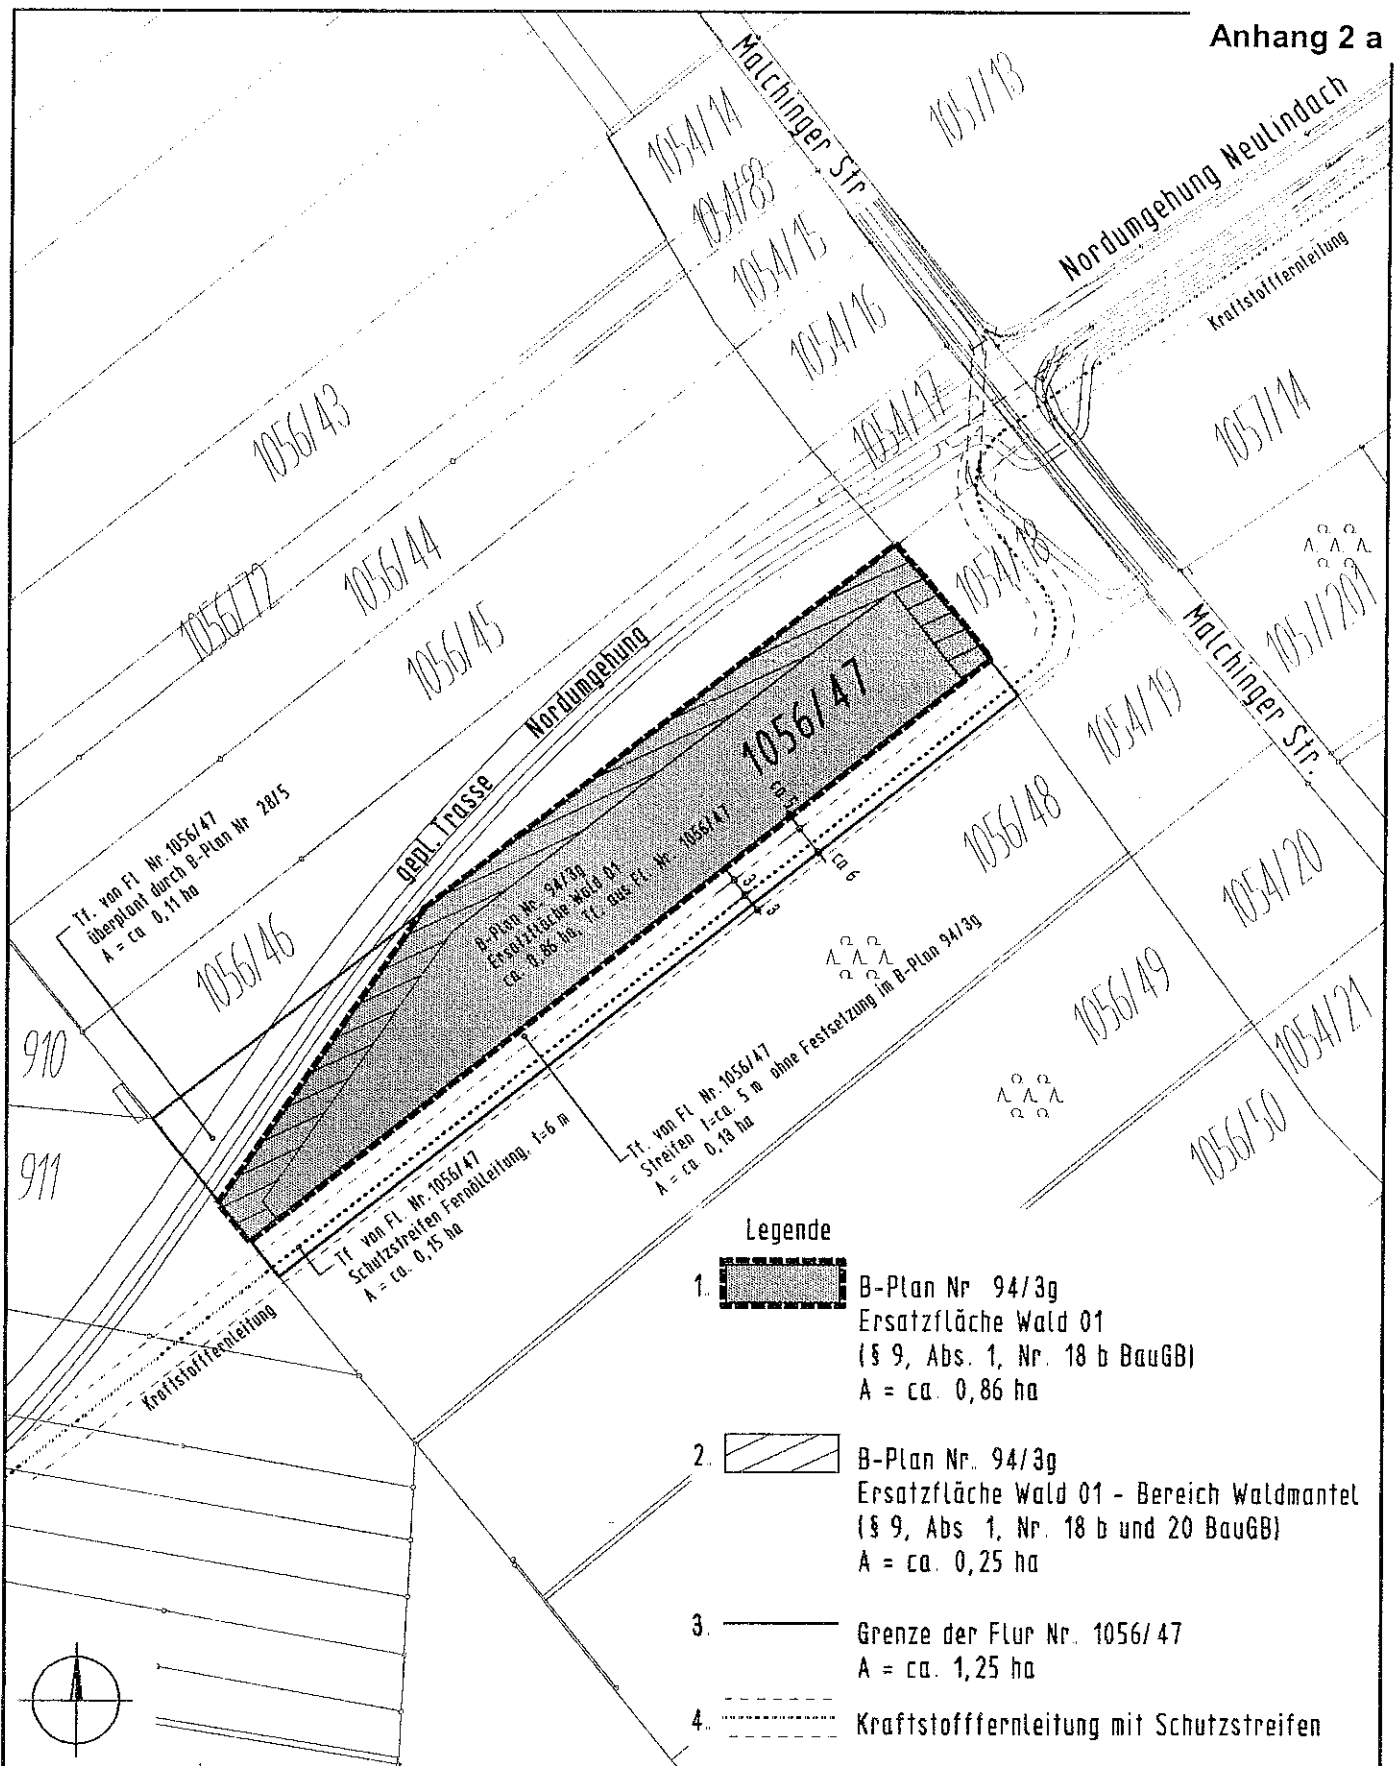 Anhang 2 a
Malchinger Str.
1057/13
Nordumgehung Neulindach
Kraftstoffernleitung
1054/14
1054/83
1054/15
1054/16
1054/17
1057/14
1056/43
1056/44
1056/72
1056/45
1054/18
1057/201
Malchinger Str.
1054/19
gepl. Trasse Nordumgehung
1056/47
ca 5
ca 6
3
3
B-Plan Nr. 94/3g
Ersatzfläche Wald 01
ca. 0,86 ha, Tf. aus Fl. Nr. 1056/47
Tf. von Fl. Nr. 1056/47
überplant durch B-Plan Nr 28/5
A = ca 0,11 ha
1056/46
1056/48
1054/20
1056/49
1054/21
1056/50
910
911
Tf. von Fl. Nr. 1056/47
Streifen t=ca. 5 m ohne Festsetzung im B-Plan 94/3g
A = ca 0,13 ha
Tf von Fl. Nr. 1056/47
Schutzstreifen Fernölleitung, t=6 m
A = ca. 0,15 ha
Kraftstoffernleitung
Legende
1. B-Plan Nr 94/3g
Ersatzfläche Wald 01
(§ 9, Abs. 1, Nr. 18 b BauGB)
A = ca. 0,86 ha
2. B-Plan Nr. 94/3g
Ersatzfläche Wald 01 - Bereich Waldmantel
(§ 9, Abs 1, Nr. 18 b und 20 BauGB)
A = ca. 0,25 ha
3. Grenze der Flur Nr. 1056/47
A = ca. 1,25 ha
4. Kraftstofffernleitung mit Schutzstreifen